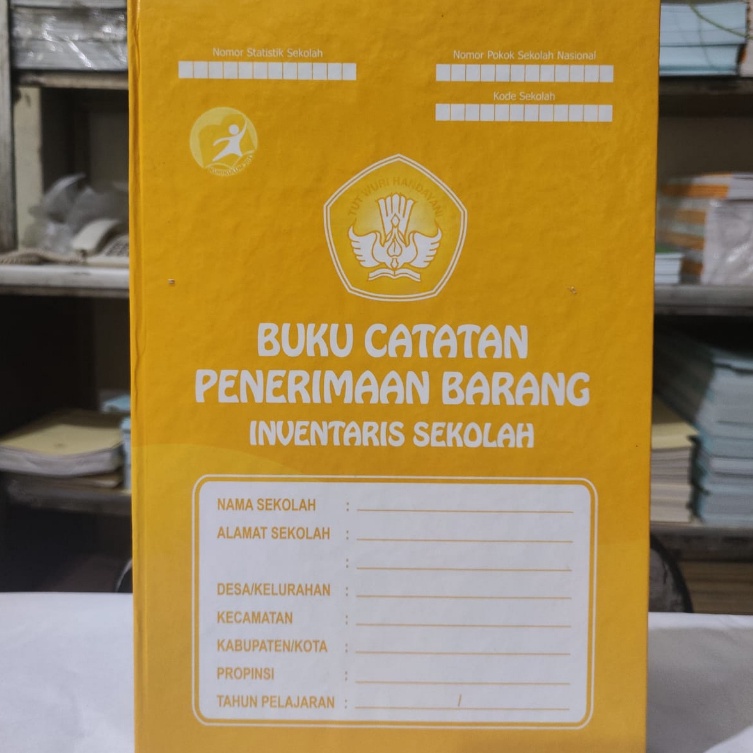 Nomor Statistik Sekolah
Nomor Pokok Sekolah Nasional
Kode Sekolah
TUT WURI HANDAYANI
BUKU CATATAN
PENERIMAAN BARANG
INVENTARIS SEKOLAH
NAMA SEKOLAH :
ALAMAT SEKOLAH :
:
DESA/KELURAHAN :
KECAMATAN :
KABUPATEN/KOTA :
PROPINSI :
TAHUN PELAJARAN : /